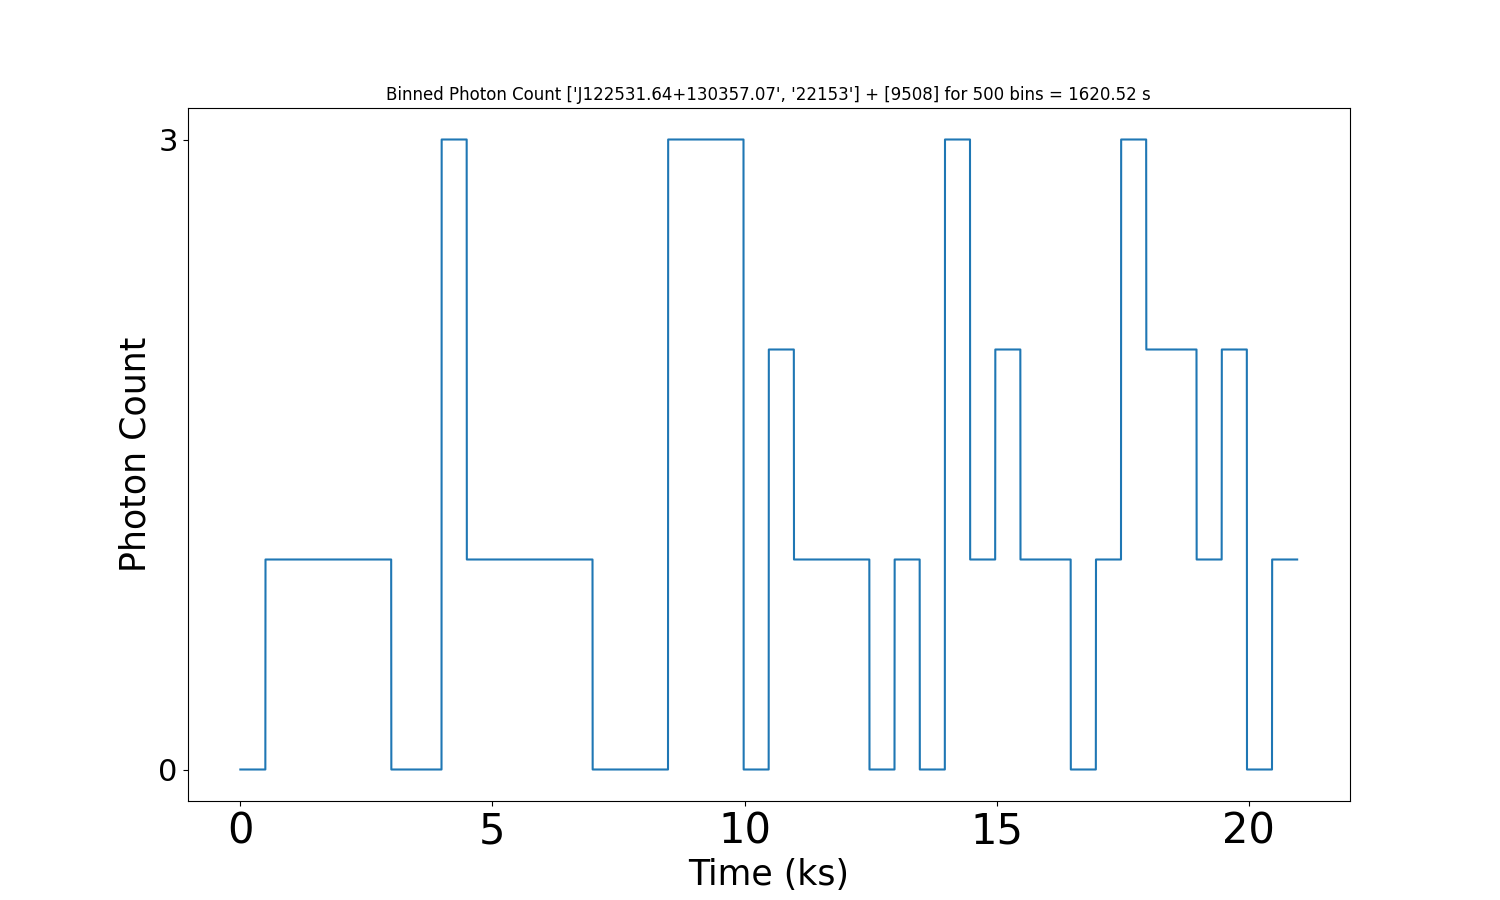 Binned Photon Count ['J122531.64+130357.07', '22153'] + [9508] for 500 bins = 1620.52 s
3
Photon Count
0
0 5 10 15 20
Time (ks)